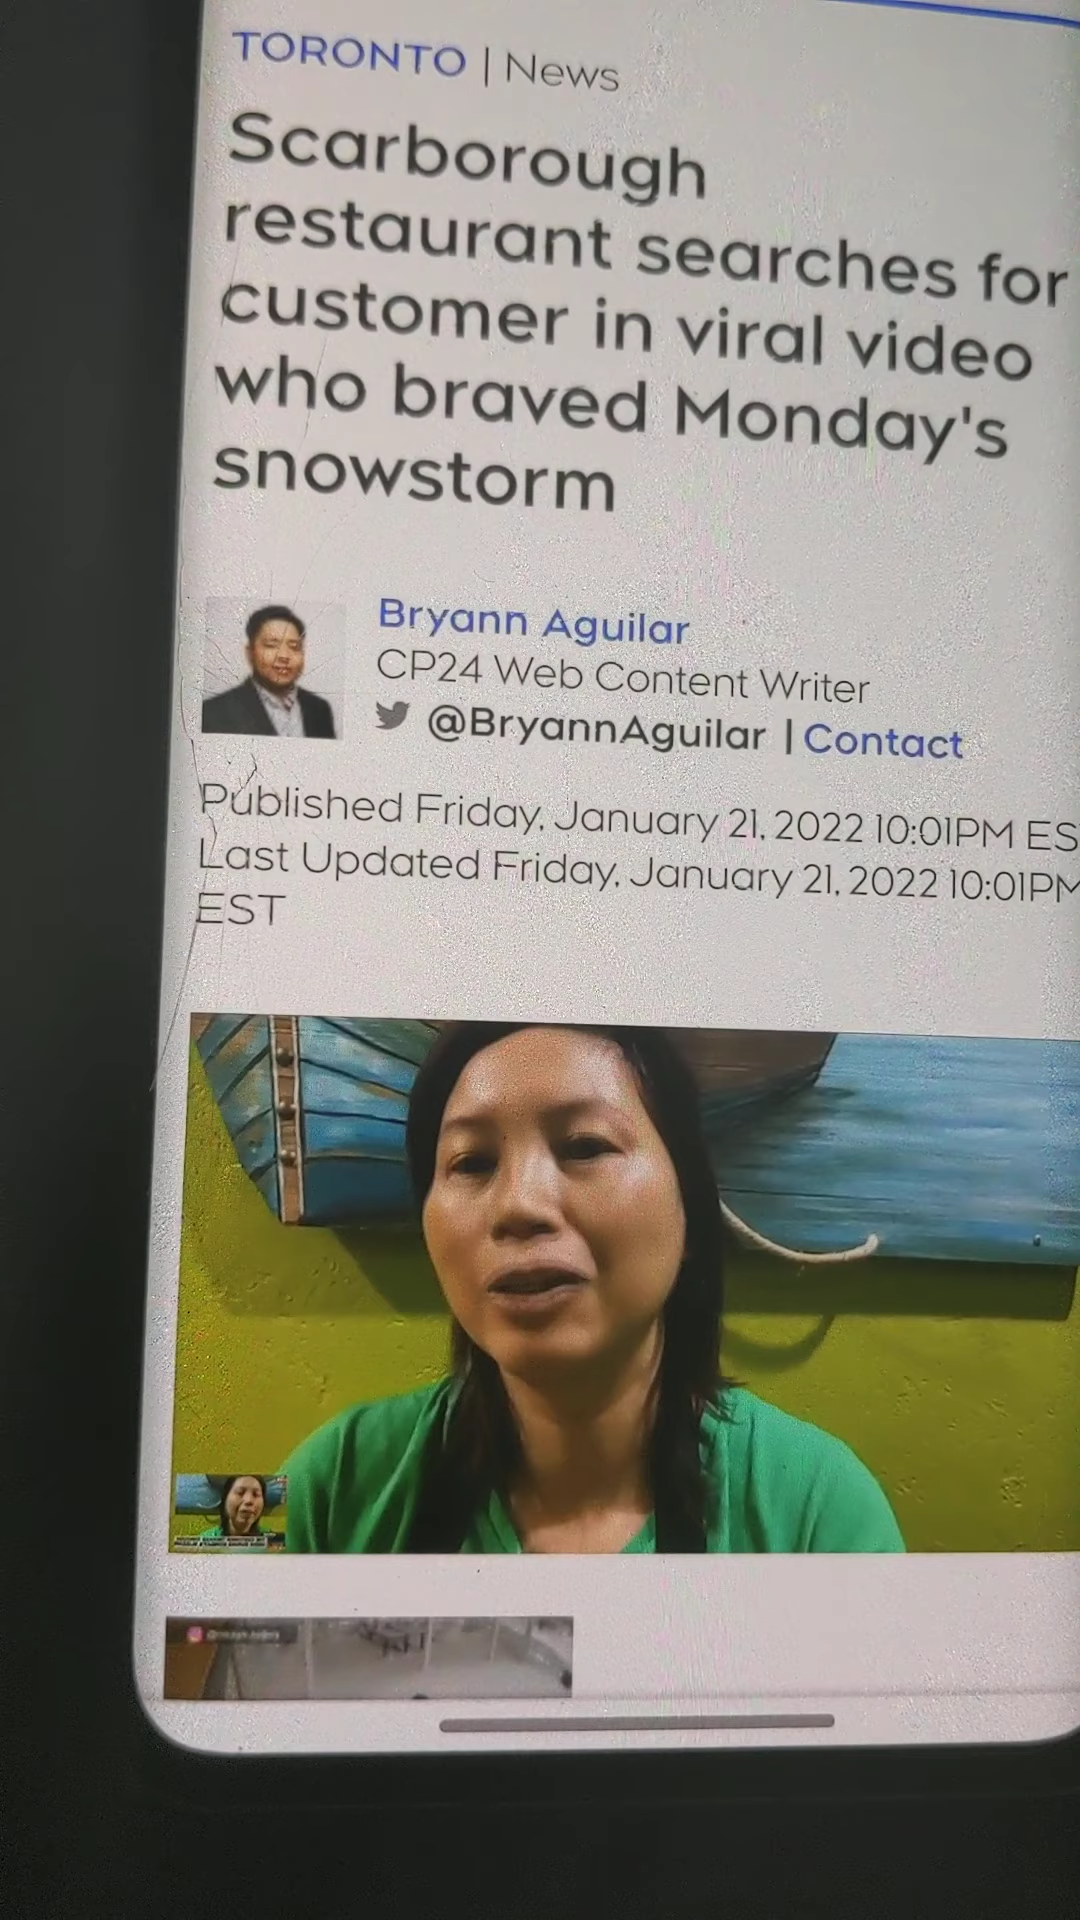 TORONTO | News
Scarborough
restaurant searches for
customer in viral video
who braved Monday's
snowstorm
Bryann Aguilar
CP24 Web Content Writer
@BryannAguilar | Contact
Published Friday, January 21, 2022 10:01PM ES
Last Updated Friday, January 21, 2022 10:01PM
EST